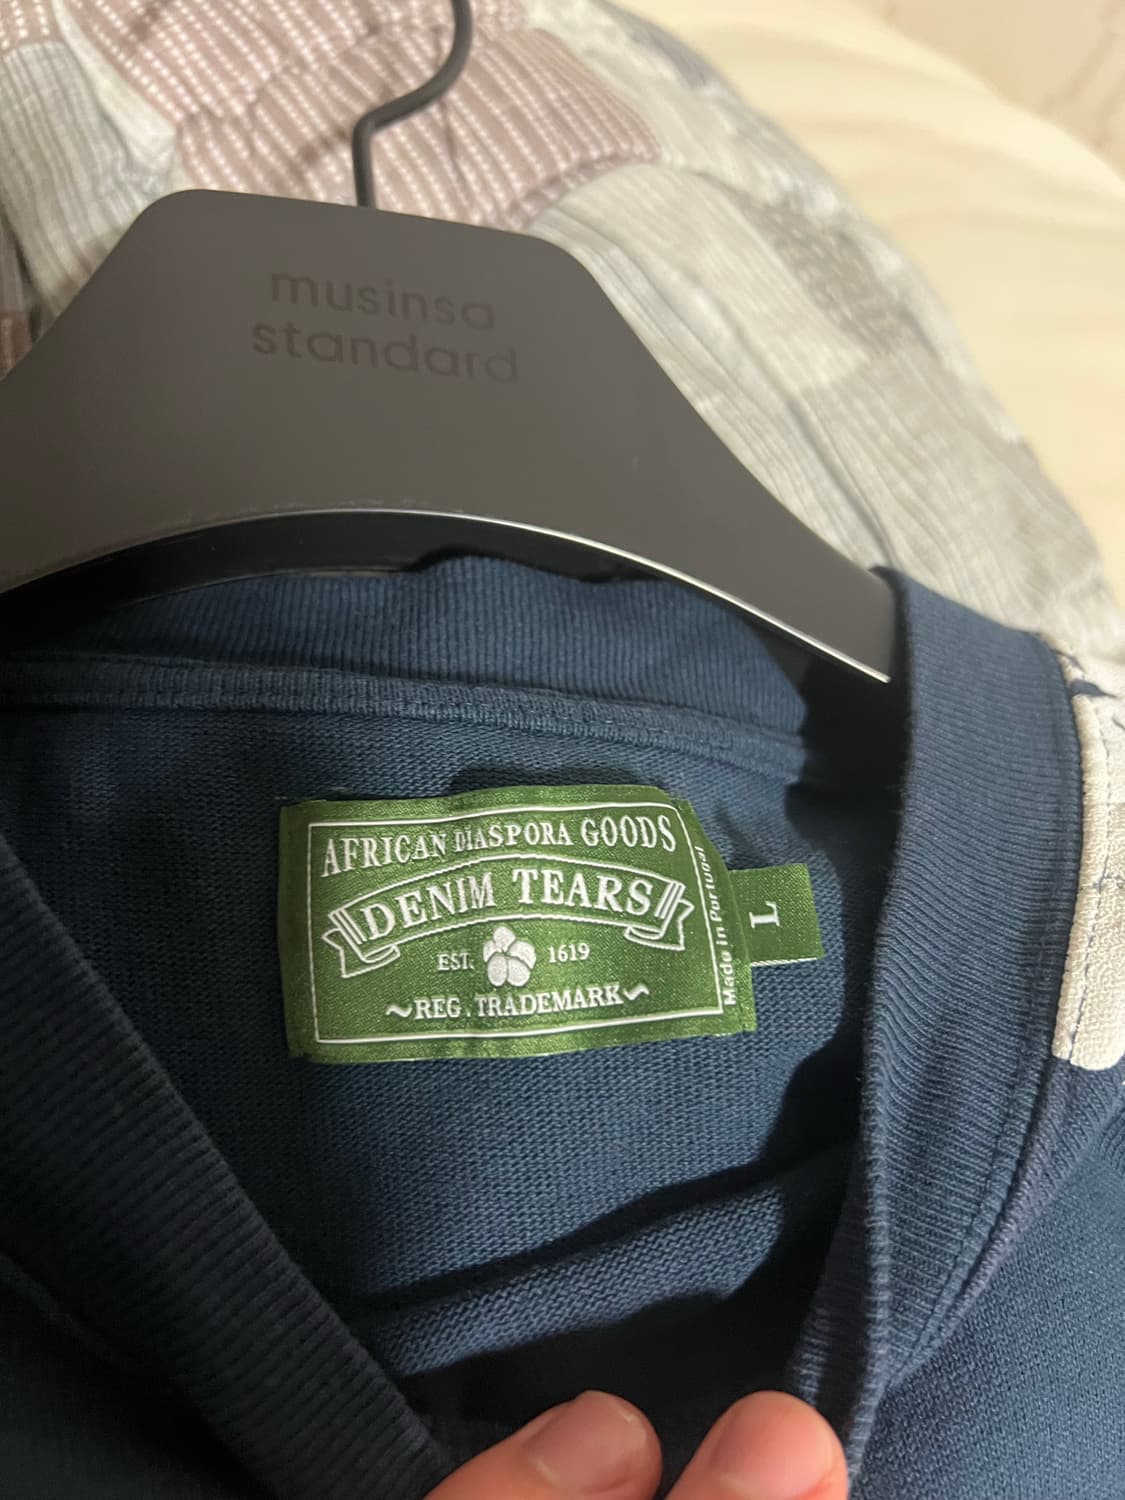 musinsa
standard
AFRICAN DIASPORA GOODS
DENIM TEARS
EST. 1619
~REG. TRADEMARK~
Made in Portugal
L